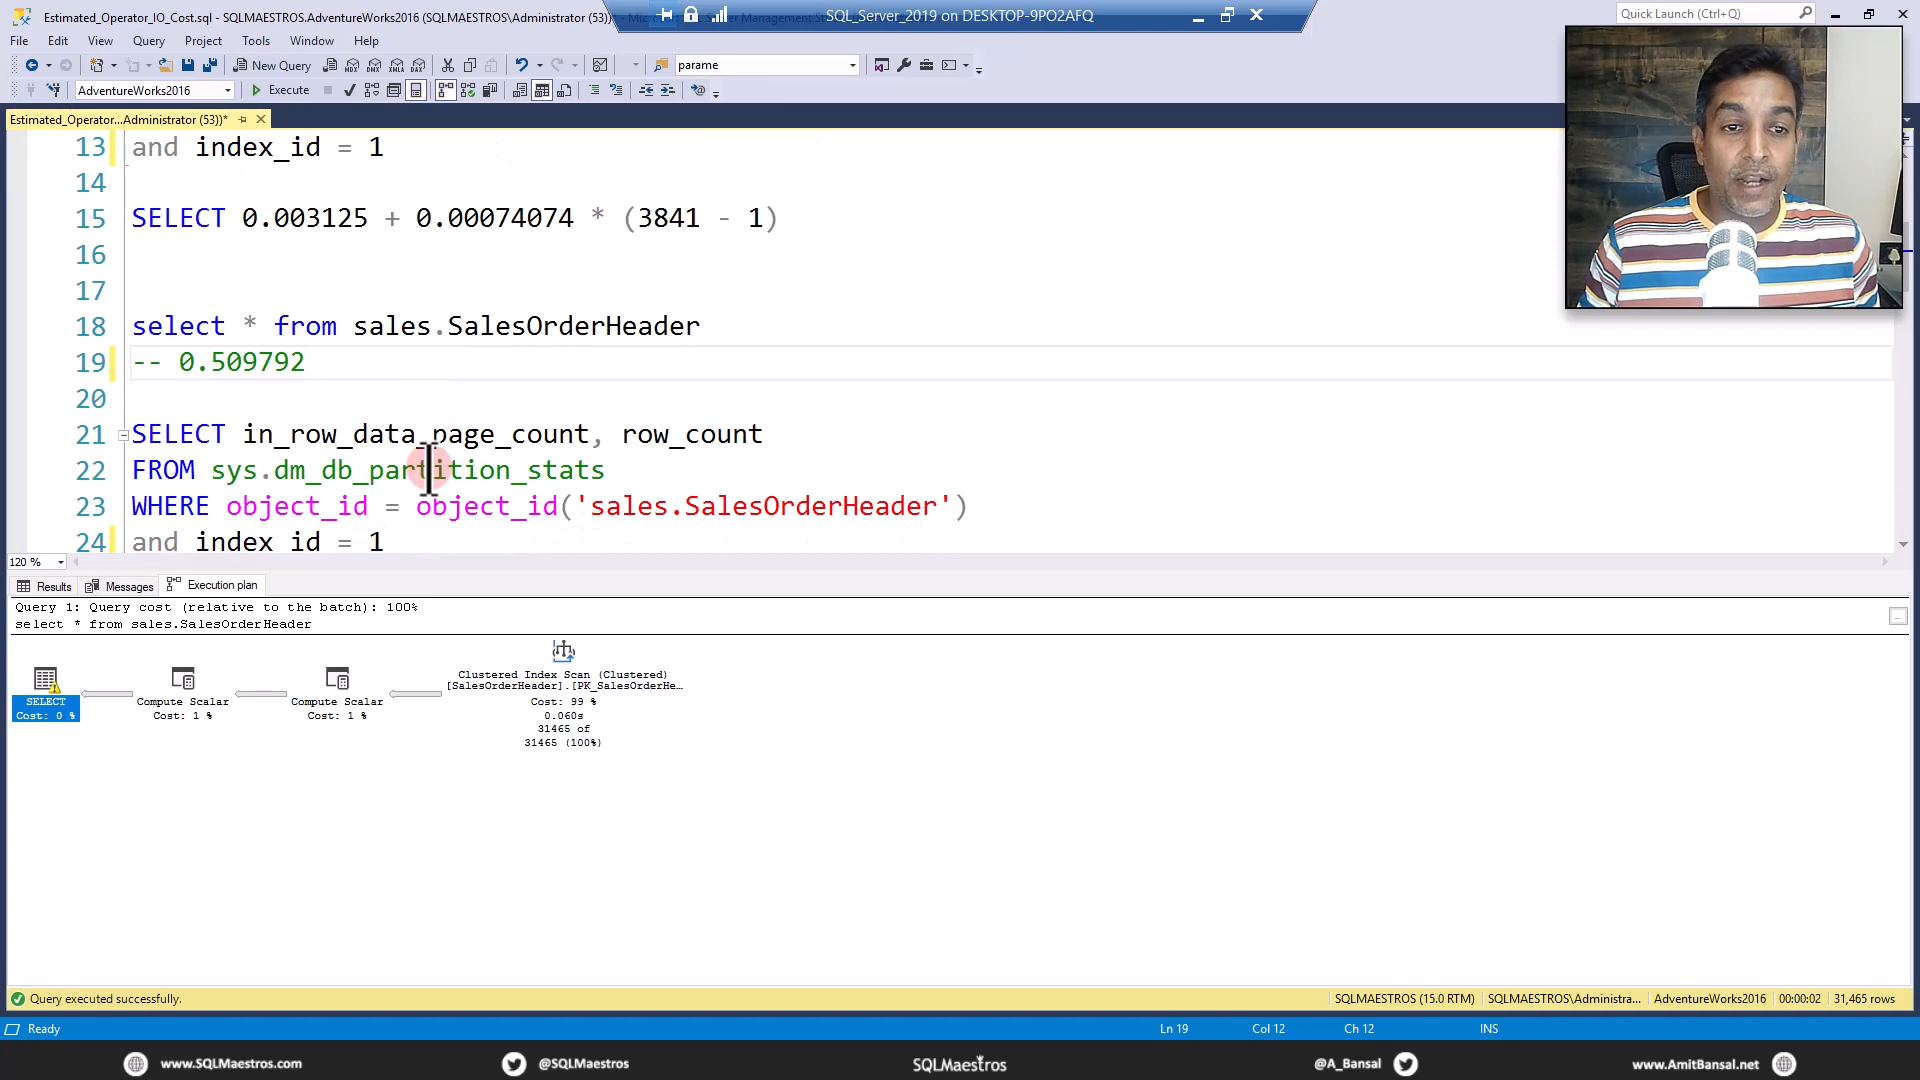 Estimated_Operator_IO_Cost.sql - SQLMAESTROS.AdventureWorks2016 (SQLMAESTROS\Administrator (53))*
SQL_Server_2019 on DESKTOP-9PO2AFQ
Quick Launch (Ctrl+Q)
File Edit View Query Project Tools Window Help
New Query
parame
AdventureWorks2016
Execute
Estimated_Operator...Administrator (53))*
13 and index_id = 1
14
15 SELECT 0.003125 + 0.00074074 * (3841 - 1)
16
17
18 select * from sales.SalesOrderHeader
19 -- 0.509792
20
21 SELECT in_row_data_page_count, row_count
22 FROM sys.dm_db_partition_stats
23 WHERE object_id = object_id('sales.SalesOrderHeader')
24 and index_id = 1
120 %
Results Messages Execution plan
Query 1: Query cost (relative to the batch): 100%
select * from sales.SalesOrderHeader
SELECT
Cost: 0 %
Compute Scalar
Cost: 1 %
Compute Scalar
Cost: 1 %
Clustered Index Scan (Clustered)
[SalesOrderHeader].[PK_SalesOrderHe...
Cost: 99 %
0.060s
31465 of
31465 (100%)
Query executed successfully.
SQLMAESTROS (15.0 RTM) SQLMAESTROS\Administra... AdventureWorks2016 00:00:02 31,465 rows
Ready
Ln 19 Col 12 Ch 12 INS
www.SQLMaestros.com @SQLMaestros SQLMaestros @A_Bansal www.AmitBansal.net